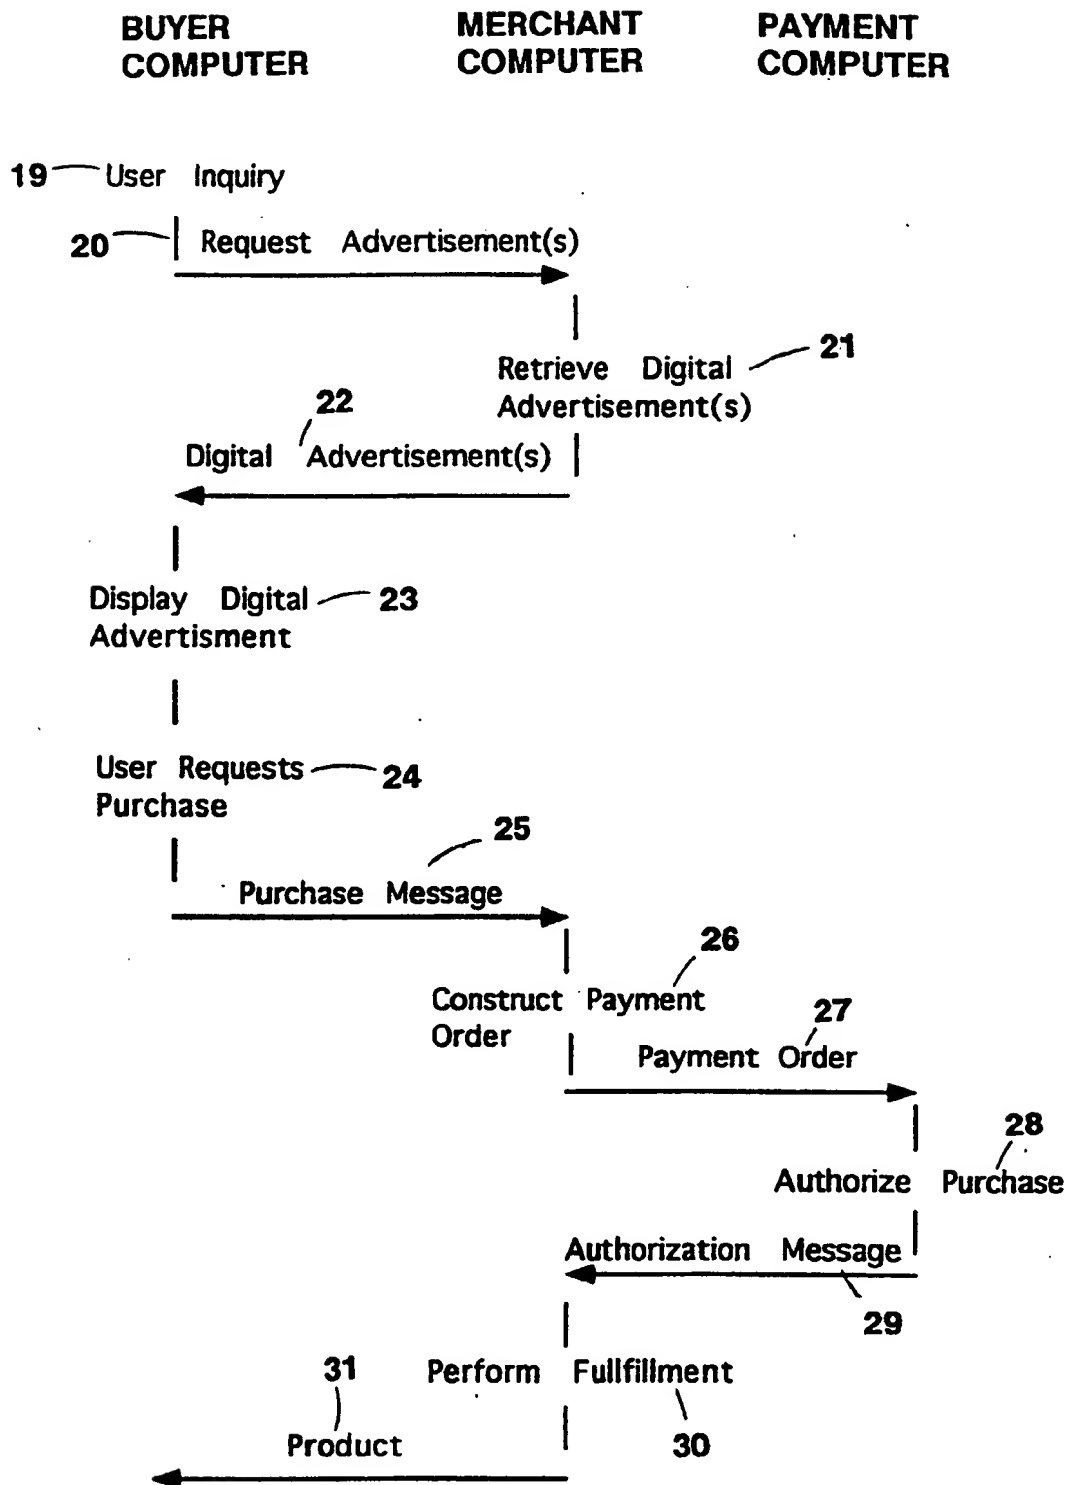 BUYER COMPUTER
MERCHANT COMPUTER
PAYMENT COMPUTER
19 User Inquiry
20 Request Advertisement(s)
21
Retrieve Digital
Advertisement(s)
22
Digital Advertisement(s)
Display Digital 23
Advertisment
User Requests 24
Purchase
25
Purchase Message
26
Construct Payment
Order
27
Payment Order
28
Authorize Purchase
Authorization Message
29
31
Perform Fullfillment
Product
30